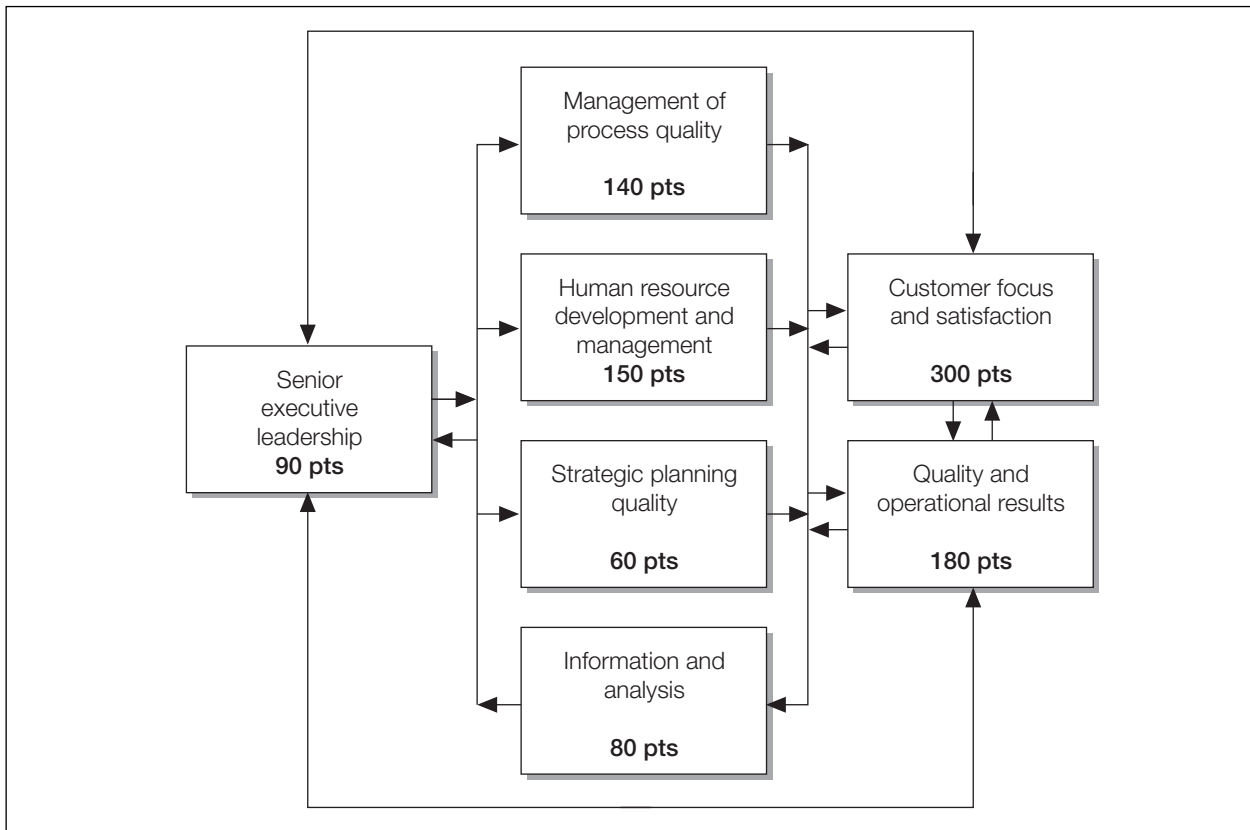 Management of
process quality
140 pts
Human resource
development and
management
150 pts
Customer focus
and satisfaction
300 pts
Senior
executive
leadership
90 pts
Strategic planning
quality
60 pts
Quality and
operational results
180 pts
Information and
analysis
80 pts